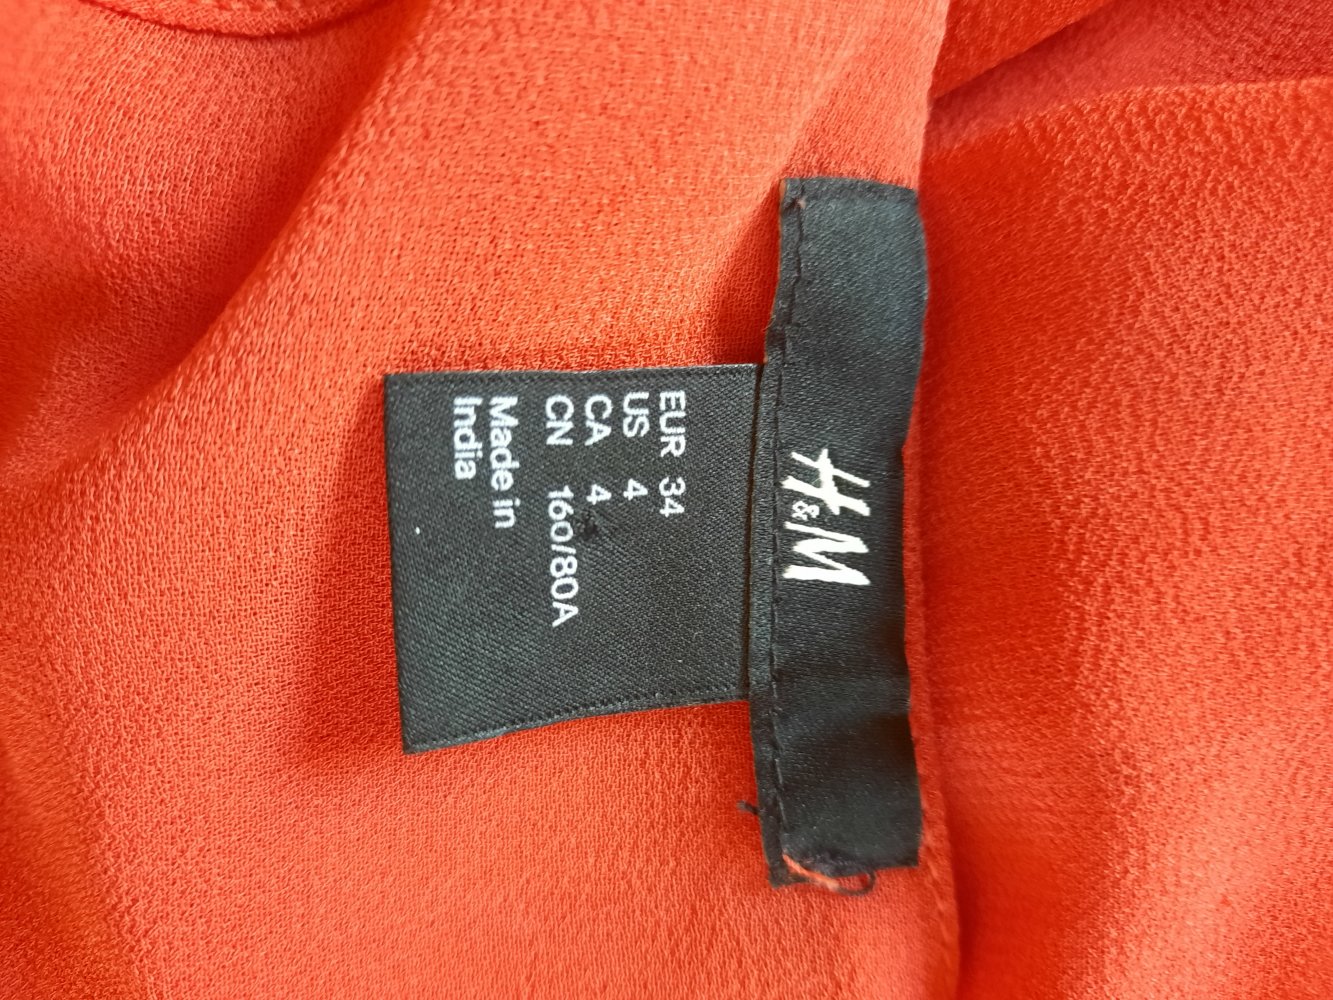 H&M
EUR 34
US 4
CA 4
CN 160/80A
Made in
India